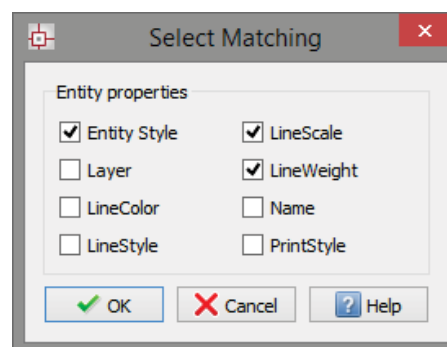 Select Matching
Entity properties
Entity Style LineScale
Layer LineWeight
LineColor Name
LineStyle PrintStyle
OK Cancel Help